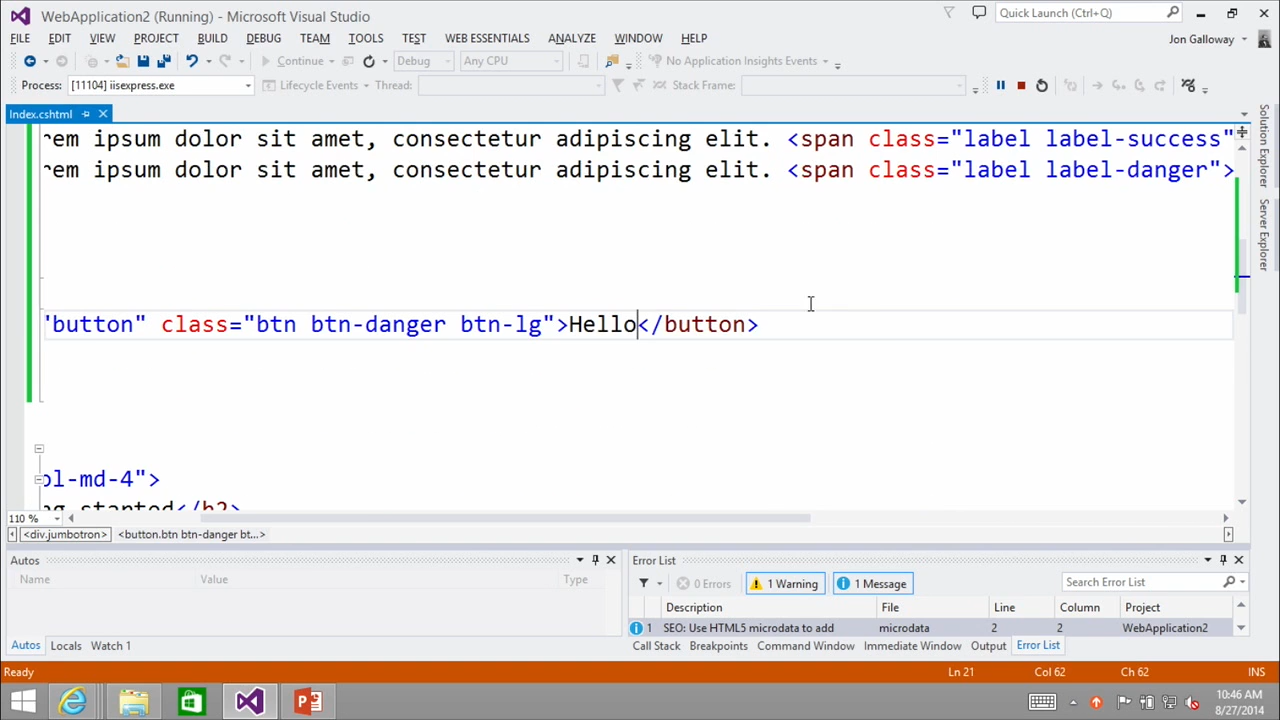 WebApplication2 (Running) - Microsoft Visual Studio
Quick Launch (Ctrl+Q)
FILE EDIT VIEW PROJECT BUILD DEBUG TEAM TOOLS TEST WEB ESSENTIALS ANALYZE WINDOW HELP
Jon Galloway
Continue Debug Any CPU No Application Insights Events
Process: [11104] iisexpress.exe Lifecycle Events Thread: Stack Frame:
Index.cshtml
Solution Explorer
Server Explorer
rem ipsum dolor sit amet, consectetur adipiscing elit. <span class="label label-success"
rem ipsum dolor sit amet, consectetur adipiscing elit. <span class="label label-danger">
"button" class="btn btn-danger btn-lg">Hello</button>
ol-md-4">
ng started</h2>
110 %
<div.jumbotron> <button.btn btn-danger bt...>
Autos
Name Value Type
Error List
0 Errors 1 Warning 1 Message Search Error List
Description File Line Column Project
1 SEO: Use HTML5 microdata to add microdata 2 2 WebApplication2
Autos Locals Watch 1
Call Stack Breakpoints Command Window Immediate Window Output Error List
Ready Ln 21 Col 62 Ch 62 INS
10:46 AM
8/27/2014